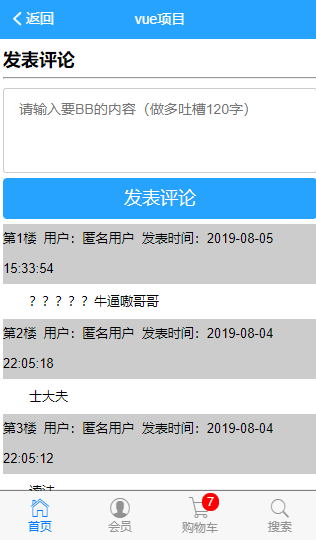 返回 vue项目
发表评论
请输入要BB的内容（做多吐槽120字）
发表评论
第1楼 用户：匿名用户 发表时间：2019-08-05
15:33:54
？？？？？牛逼嗷哥哥
第2楼 用户：匿名用户 发表时间：2019-08-04
22:05:18
士大夫
第3楼 用户：匿名用户 发表时间：2019-08-04
22:05:12
7
首页 会员 购物车 搜索